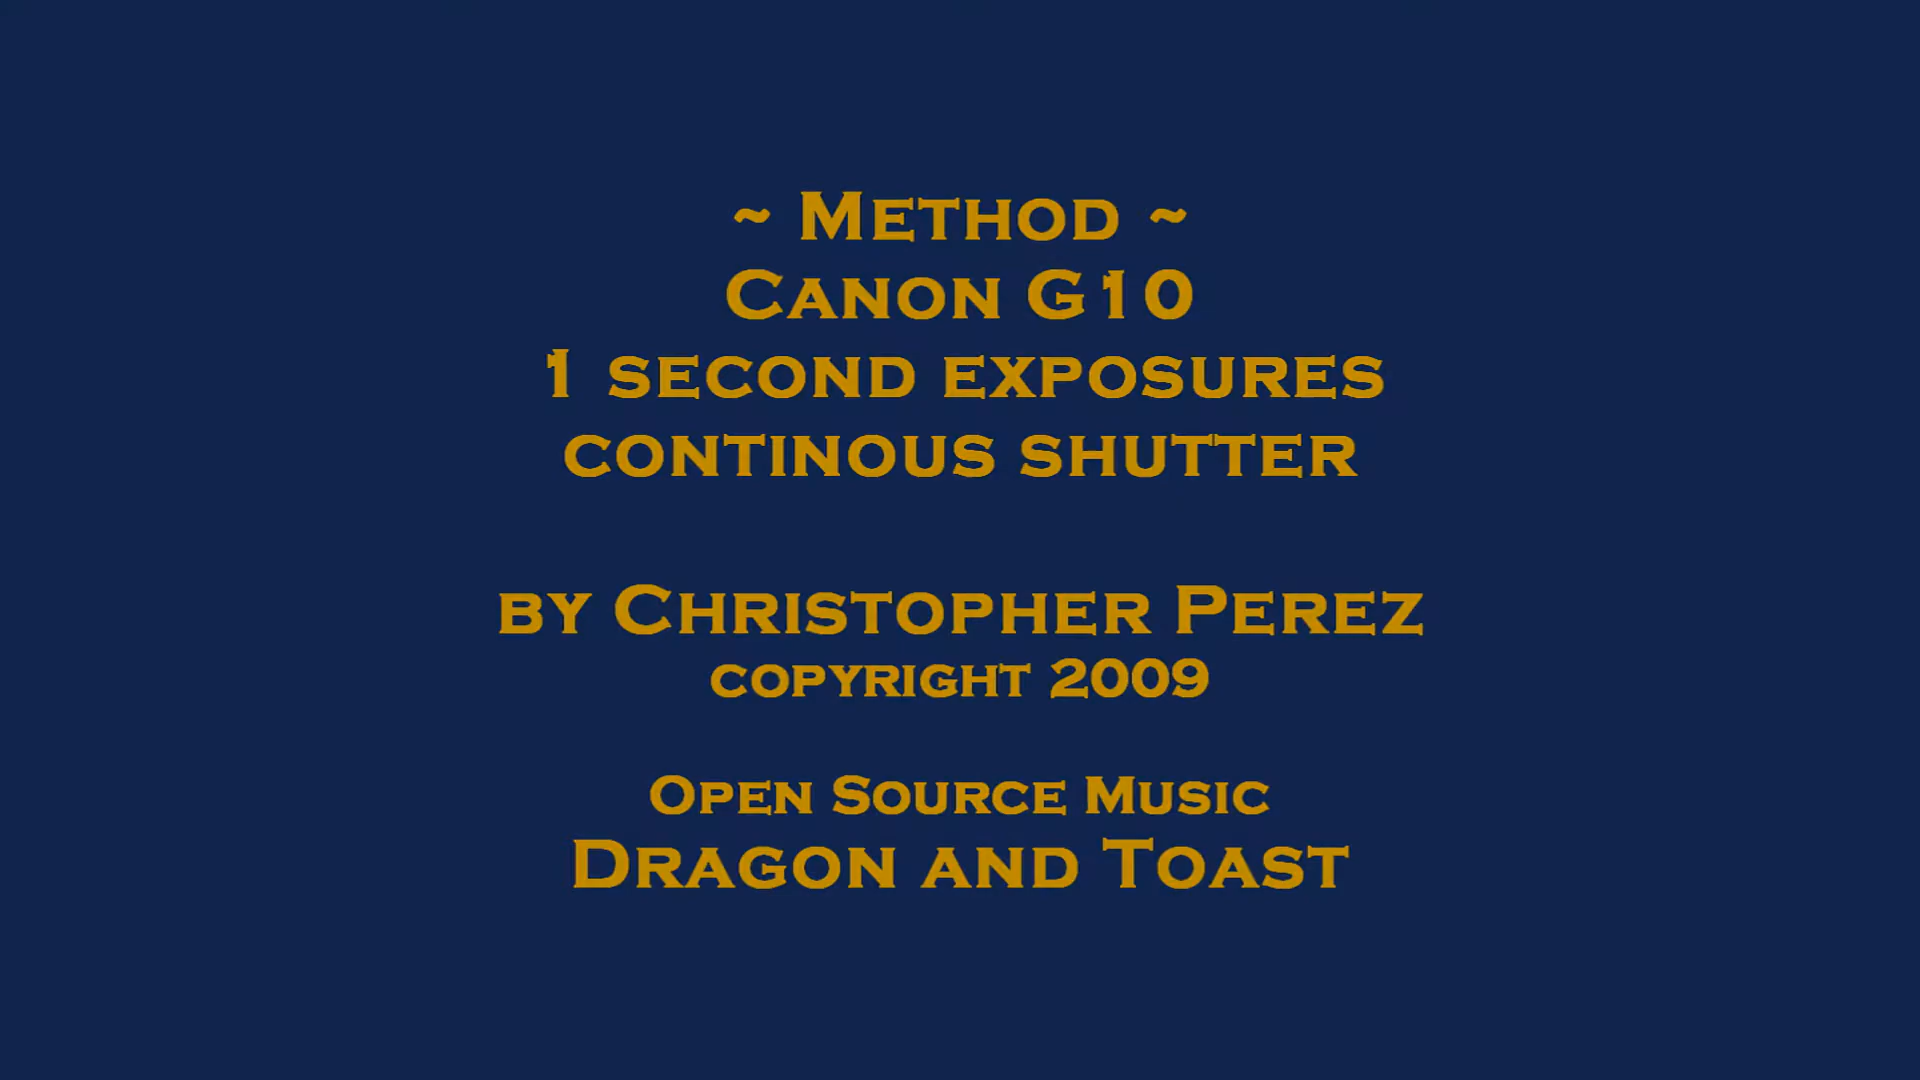 ~ Method ~
Canon G10
1 second exposures
continous shutter
by Christopher Perez
copyright 2009
Open Source Music
Dragon and Toast